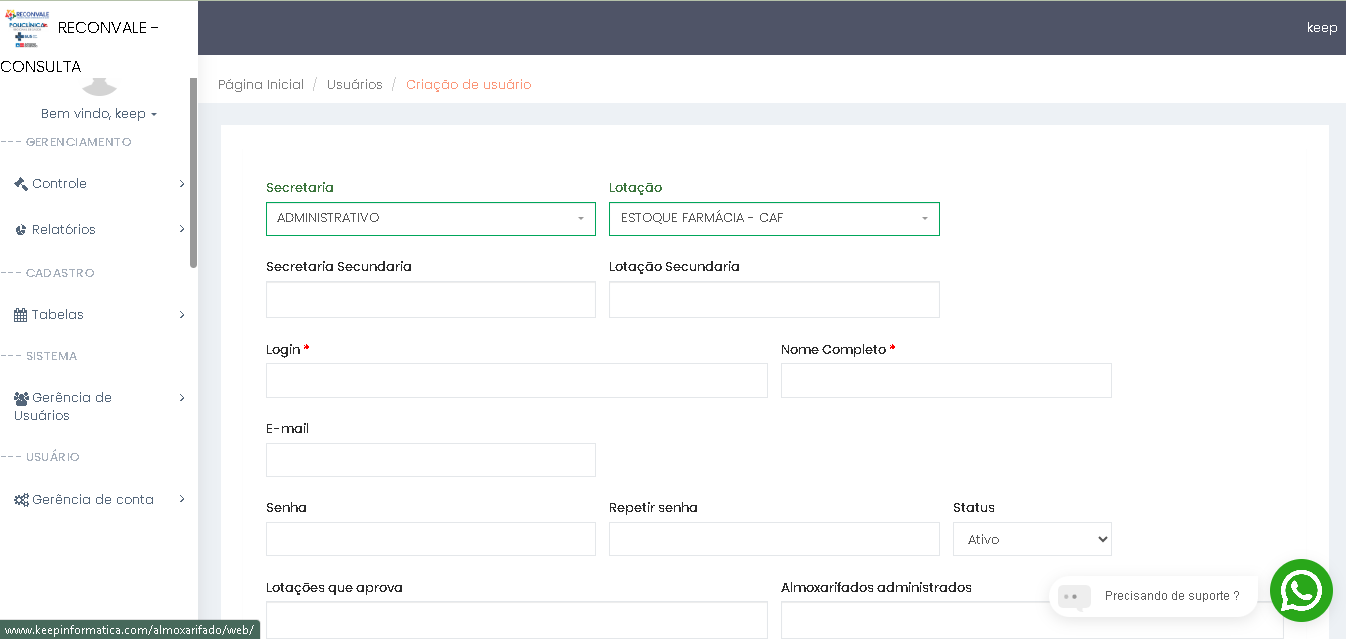 RECONVALE
POLICLÍNICA
RECONVALE -
CONSULTA
keep
Página Inicial / Usuários / Criação de usuário
Bem vindo, keep
--- GERENCIAMENTO
Controle
Relatórios
--- CADASTRO
Tabelas
--- SISTEMA
Gerência de
Usuários
--- USUÁRIO
Gerência de conta
Secretaria Lotação
ADMINISTRATIVO ESTOQUE FARMÁCIA - CAF
Secretaria Secundaria Lotação Secundaria
Login * Nome Completo *
E-mail
Senha Repetir senha Status
Ativo
Lotações que aprova Almoxarifados administrados
Precisando de suporte ?
www.keepinformatica.com/almoxarifado/web/